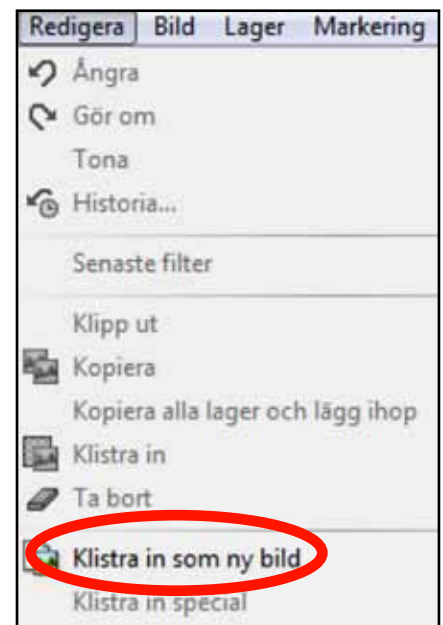 Redigera Bild Lager Markering
Ångra
Gör om
Tona
Historia...
Senaste filter
Klipp ut
Kopiera
Kopiera alla lager och lägg ihop
Klistra in
Ta bort
Klistra in som ny bild
Klistra in special